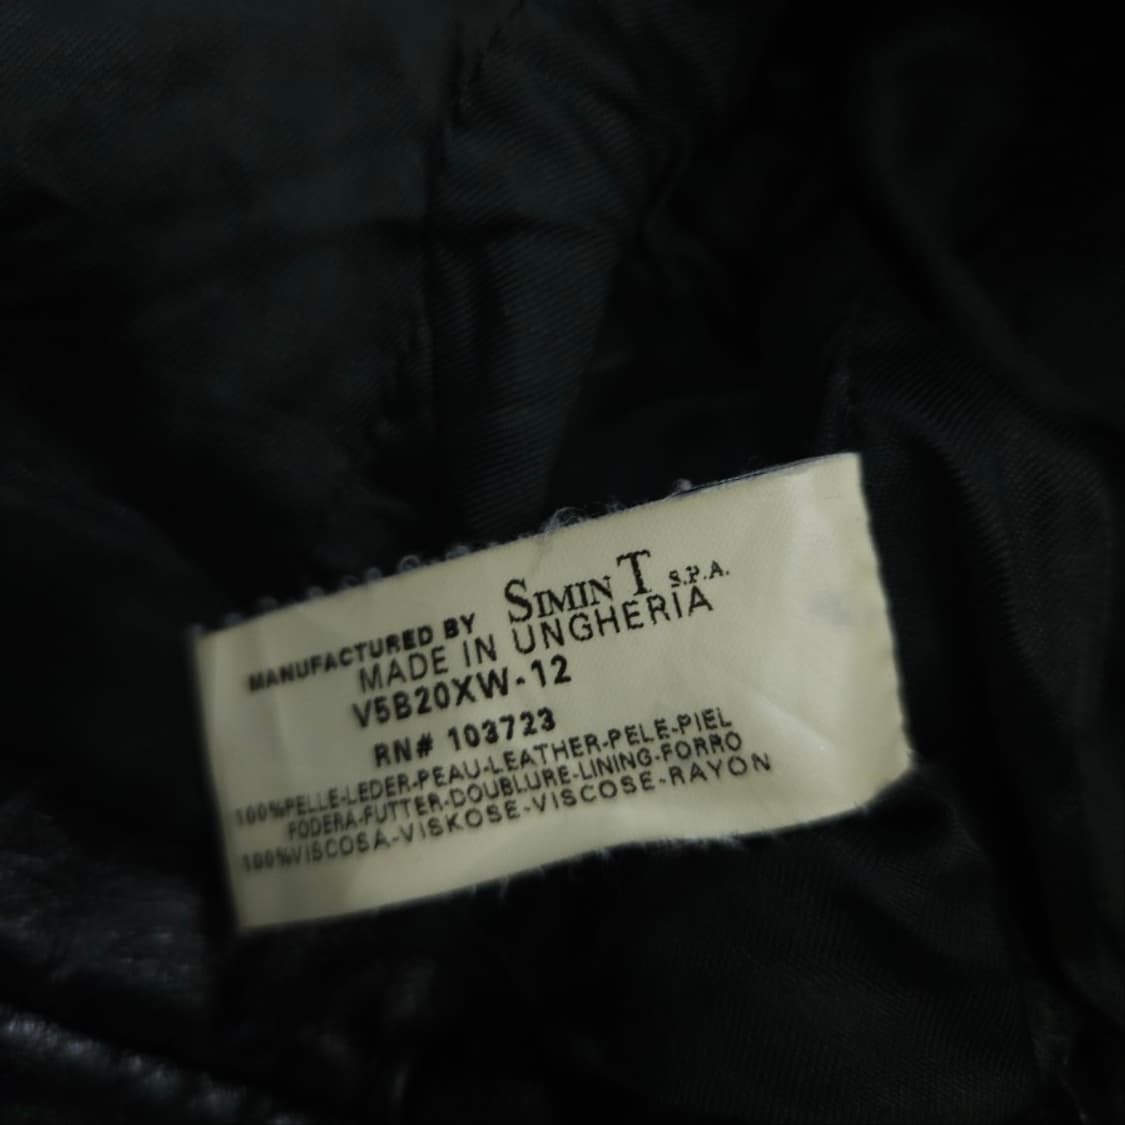 MANUFACTURED BY SIMIN T S.P.A.
MADE IN UNGHERIA
V5B20XW-12
RN# 103723
100%PELLE-LEDER-PEAU-LEATHER-PELE-PIEL
FODERA-FUTTER-DOUBLURE-LINING-FORRO
100%VISCOSA-VISKOSE-VISCOSE-RAYON